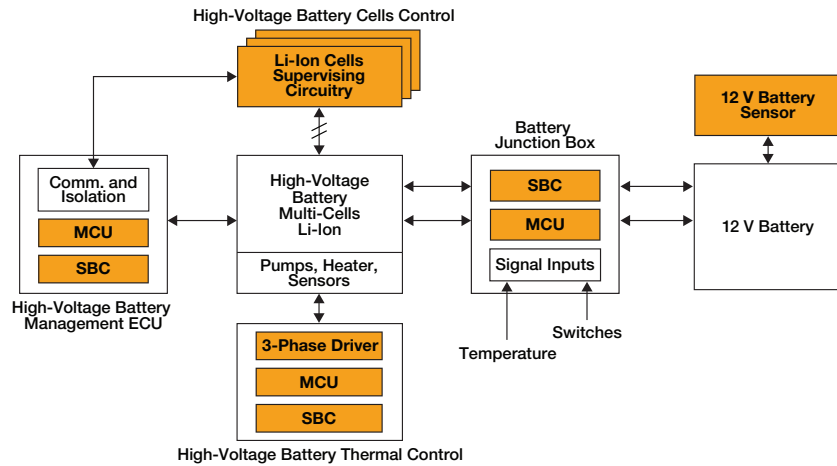 High-Voltage Battery Cells Control
Li-Ion Cells
Supervising
Circuitry
12 V Battery
Sensor
Battery
Junction Box
Comm. and
Isolation
MCU
SBC
High-Voltage Battery
Management ECU
High-Voltage
Battery
Multi-Cells
Li-Ion
Pumps, Heater,
Sensors
SBC
MCU
Signal Inputs
Switches
Temperature
12 V Battery
3-Phase Driver
MCU
SBC
High-Voltage Battery Thermal Control